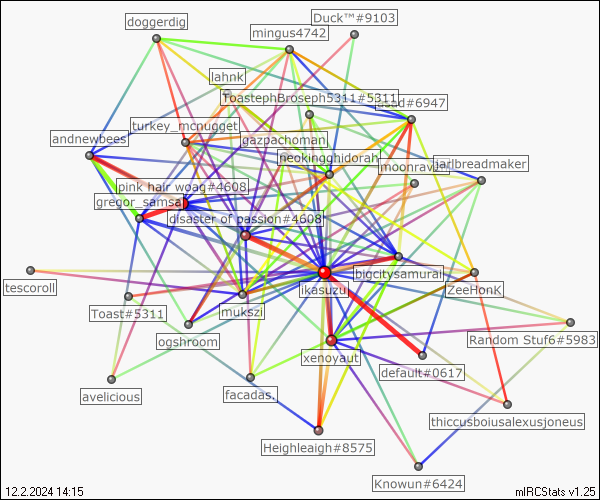 Duck™#9103
doggerdig
mingus4742
lahnk
ToastephBroseph5311#5311
#6947
turkey_mcnugget
andnewbees
gazpachoman
neokingghidorah
jarlbreadmaker
pink hair woag#4608
gregor_samsa
disaster of passion#4608
bigcitysamurai
tescoroll
ikasuzu
ZeeHonK
Toast#5311
mukszi
ogshroom
Random Stuf6#5983
xenoyaut
default#0617
avelicious
facadas.
thiccusboiusalexusjoneus
Heighleaigh#8575
Knowun#6424
12.2.2024 14:15
mIRCStats v1.25